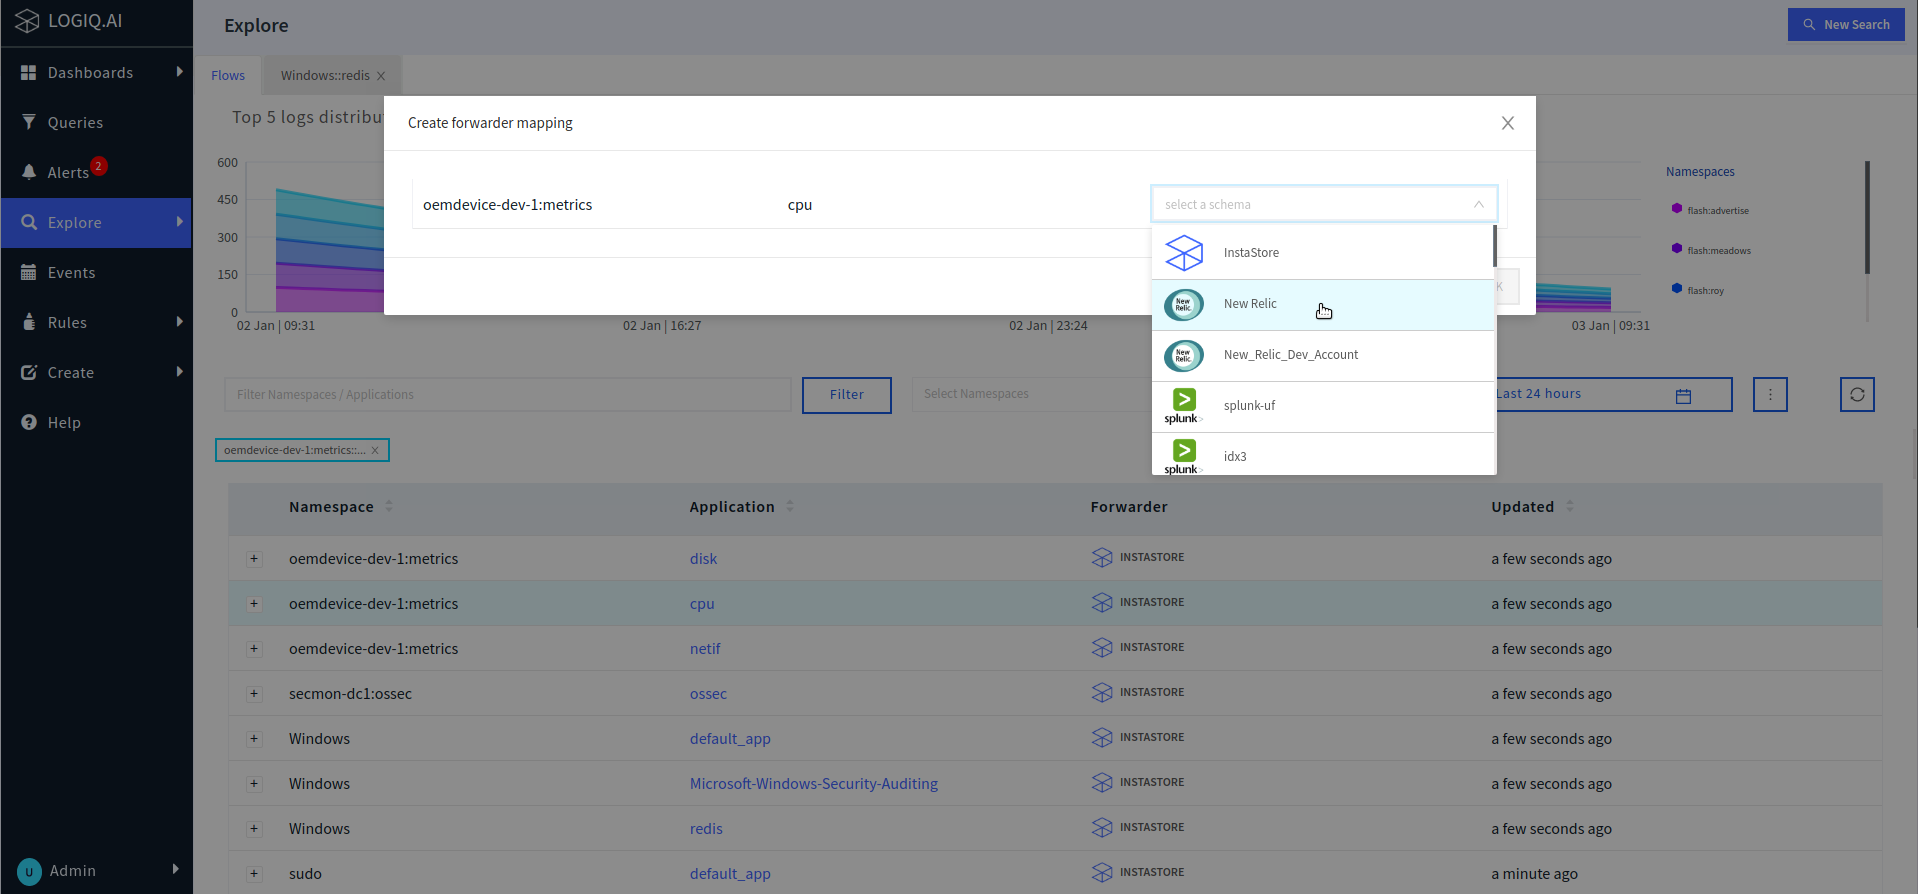 LOGIQ.AI
Dashboards
Queries
Alerts 2
Explore
Events
Rules
Create
Help
U Admin
Explore
New Search
Flows
Windows::redis
Top 5 logs distribu
600
450
300
150
0
02 Jan | 09:31
02 Jan | 16:27
02 Jan | 23:24
03 Jan | 09:31
Namespaces
flash:advertise
flash:meadows
flash:roy
Create forwarder mapping
oemdevice-dev-1:metrics
cpu
select a schema
InstaStore
New Relic New Relic
New Relic New_Relic_Dev_Account
splunk> splunk-uf
splunk> idx3
K
Filter Namespaces / Applications
Filter
Select Namespaces
Last 24 hours
oemdevice-dev-1:metrics::...
Namespace Application Forwarder Updated
oemdevice-dev-1:metrics disk INSTASTORE a few seconds ago
oemdevice-dev-1:metrics cpu INSTASTORE a few seconds ago
oemdevice-dev-1:metrics netif INSTASTORE a few seconds ago
secmon-dc1:ossec ossec INSTASTORE a few seconds ago
Windows default_app INSTASTORE a few seconds ago
Windows Microsoft-Windows-Security-Auditing INSTASTORE a few seconds ago
Windows redis INSTASTORE a few seconds ago
sudo default_app INSTASTORE a minute ago